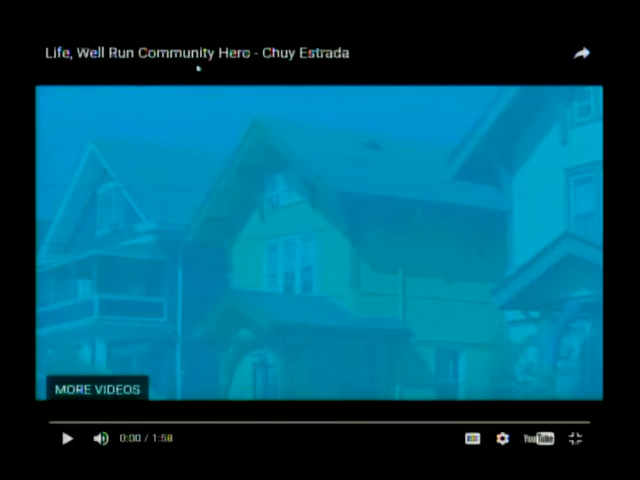 Life, Well Run Community Hero - Chuy Estrada
MORE VIDEOS
0:00 / 1:58
YouTube